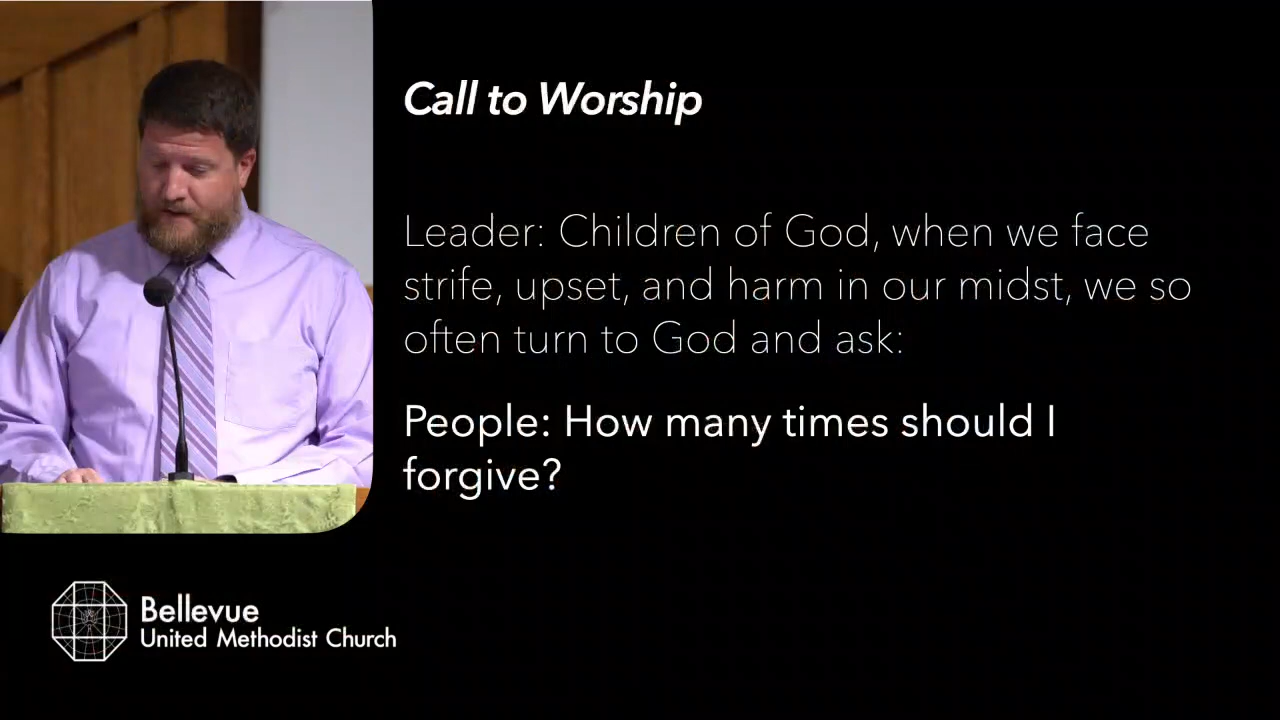 Call to Worship
Leader: Children of God, when we face
strife, upset, and harm in our midst, we so
often turn to God and ask:
People: How many times should I
forgive?
Bellevue
United Methodist Church